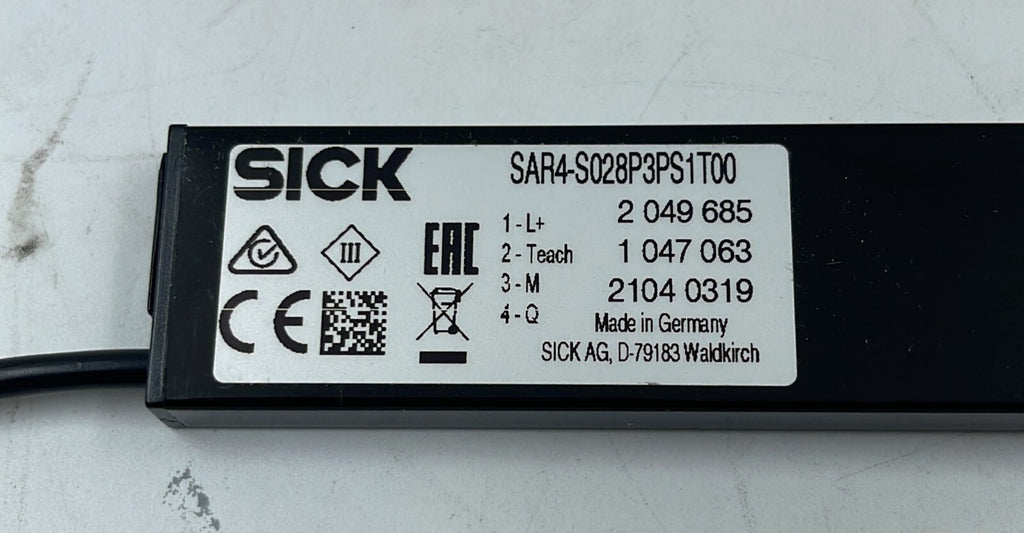 SICK
SAR4-S028P3PS1T00
2 049 685
1 047 063
2104 0319
1 - L+
2 - Teach
3 - M
4 - Q
III
EAC
CE
Made in Germany
SICK AG, D-79183 Waldkirch